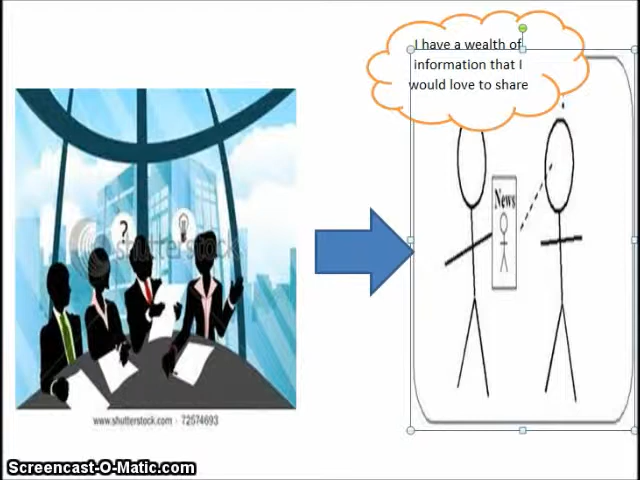 I have a wealth of
information that I
would love to share
News
?
shutterstock
www.shutterstock.com · 72574693
Screencast-O-Matic.com